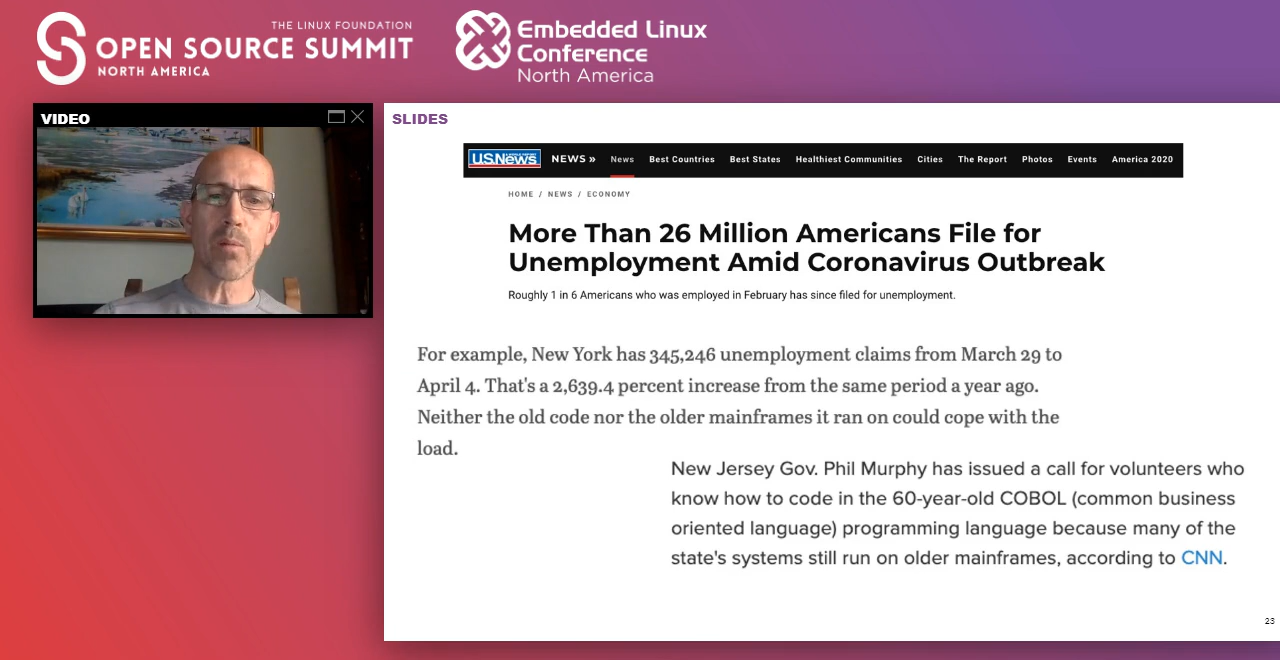 THE LINUX FOUNDATION
OPEN SOURCE SUMMIT
NORTH AMERICA
Embedded Linux
Conference
North America
VIDEO
SLIDES
U.S.News NEWS » News Best Countries Best States Healthiest Communities Cities The Report Photos Events America 2020
HOME / NEWS / ECONOMY
More Than 26 Million Americans File for
Unemployment Amid Coronavirus Outbreak
Roughly 1 in 6 Americans who was employed in February has since filed for unemployment.
For example, New York has 345,246 unemployment claims from March 29 to
April 4. That's a 2,639.4 percent increase from the same period a year ago.
Neither the old code nor the older mainframes it ran on could cope with the
load.
New Jersey Gov. Phil Murphy has issued a call for volunteers who
know how to code in the 60-year-old COBOL (common business
oriented language) programming language because many of the
state's systems still run on older mainframes, according to CNN.
23